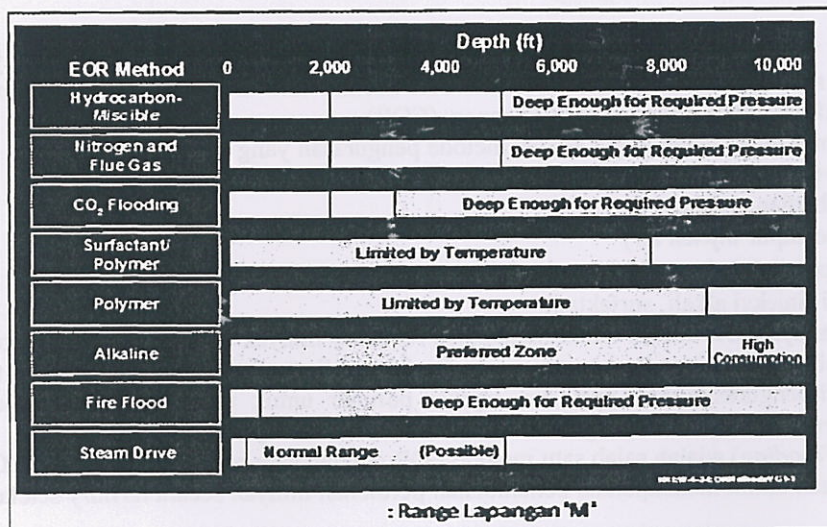 Depth (ft)
EOR Method 0 2,000 4,000 6,000 8,000 10,000
Hydrocarbon-
Miscible
Deep Enough for Required Pressure
Nitrogen and
Flue Gas
Deep Enough for Required Pressure
CO₂ Flooding
Deep Enough for Required Pressure
Surfactant/
Polymer
Limited by Temperature
Polymer
Limited by Temperature
Alkaline
Preferred Zone
High
Consumption
Fire Flood
Deep Enough for Required Pressure
Steam Drive
Normal Range (Possible)
: Range Lapangan "M"